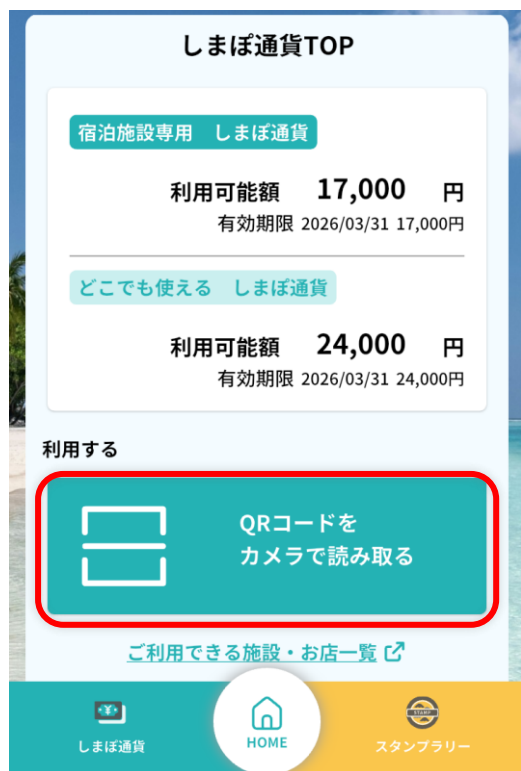 しまぽ通貨TOP
宿泊施設専用 しまぽ通貨
利用可能額 17,000 円
有効期限 2026/03/31 17,000円
どこでも使える しまぽ通貨
利用可能額 24,000 円
有効期限 2026/03/31 24,000円
利用する
QRコードを
カメラで読み取る
ご利用できる施設・お店一覧
しまぽ通貨
HOME
STAMP
スタンプラリー